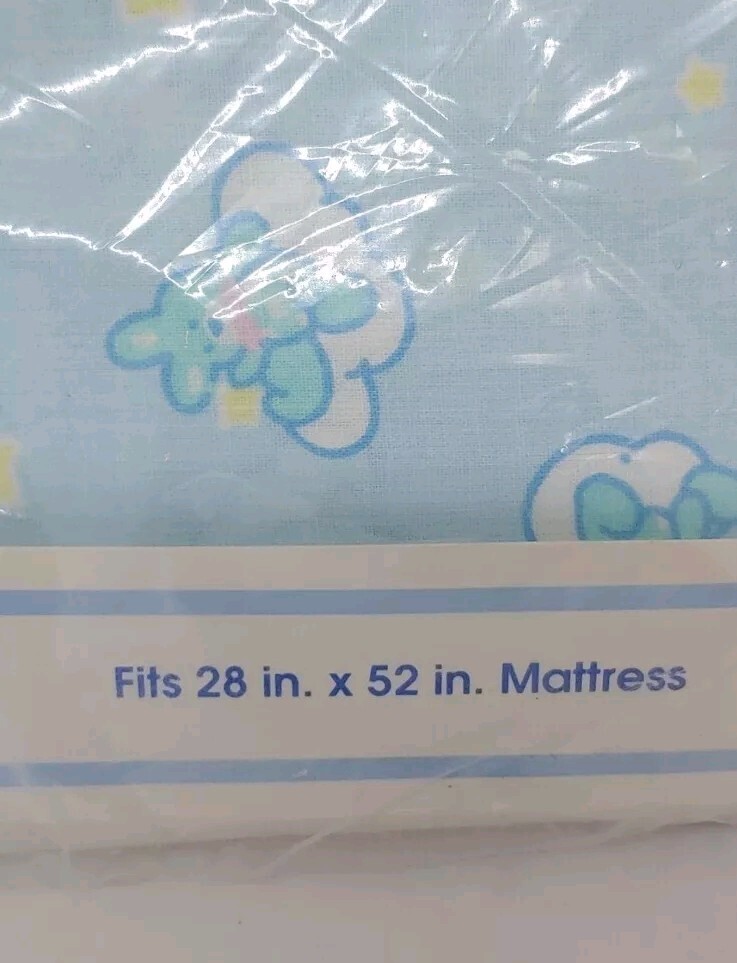 Fits 28 in. x 52 in. Mattress